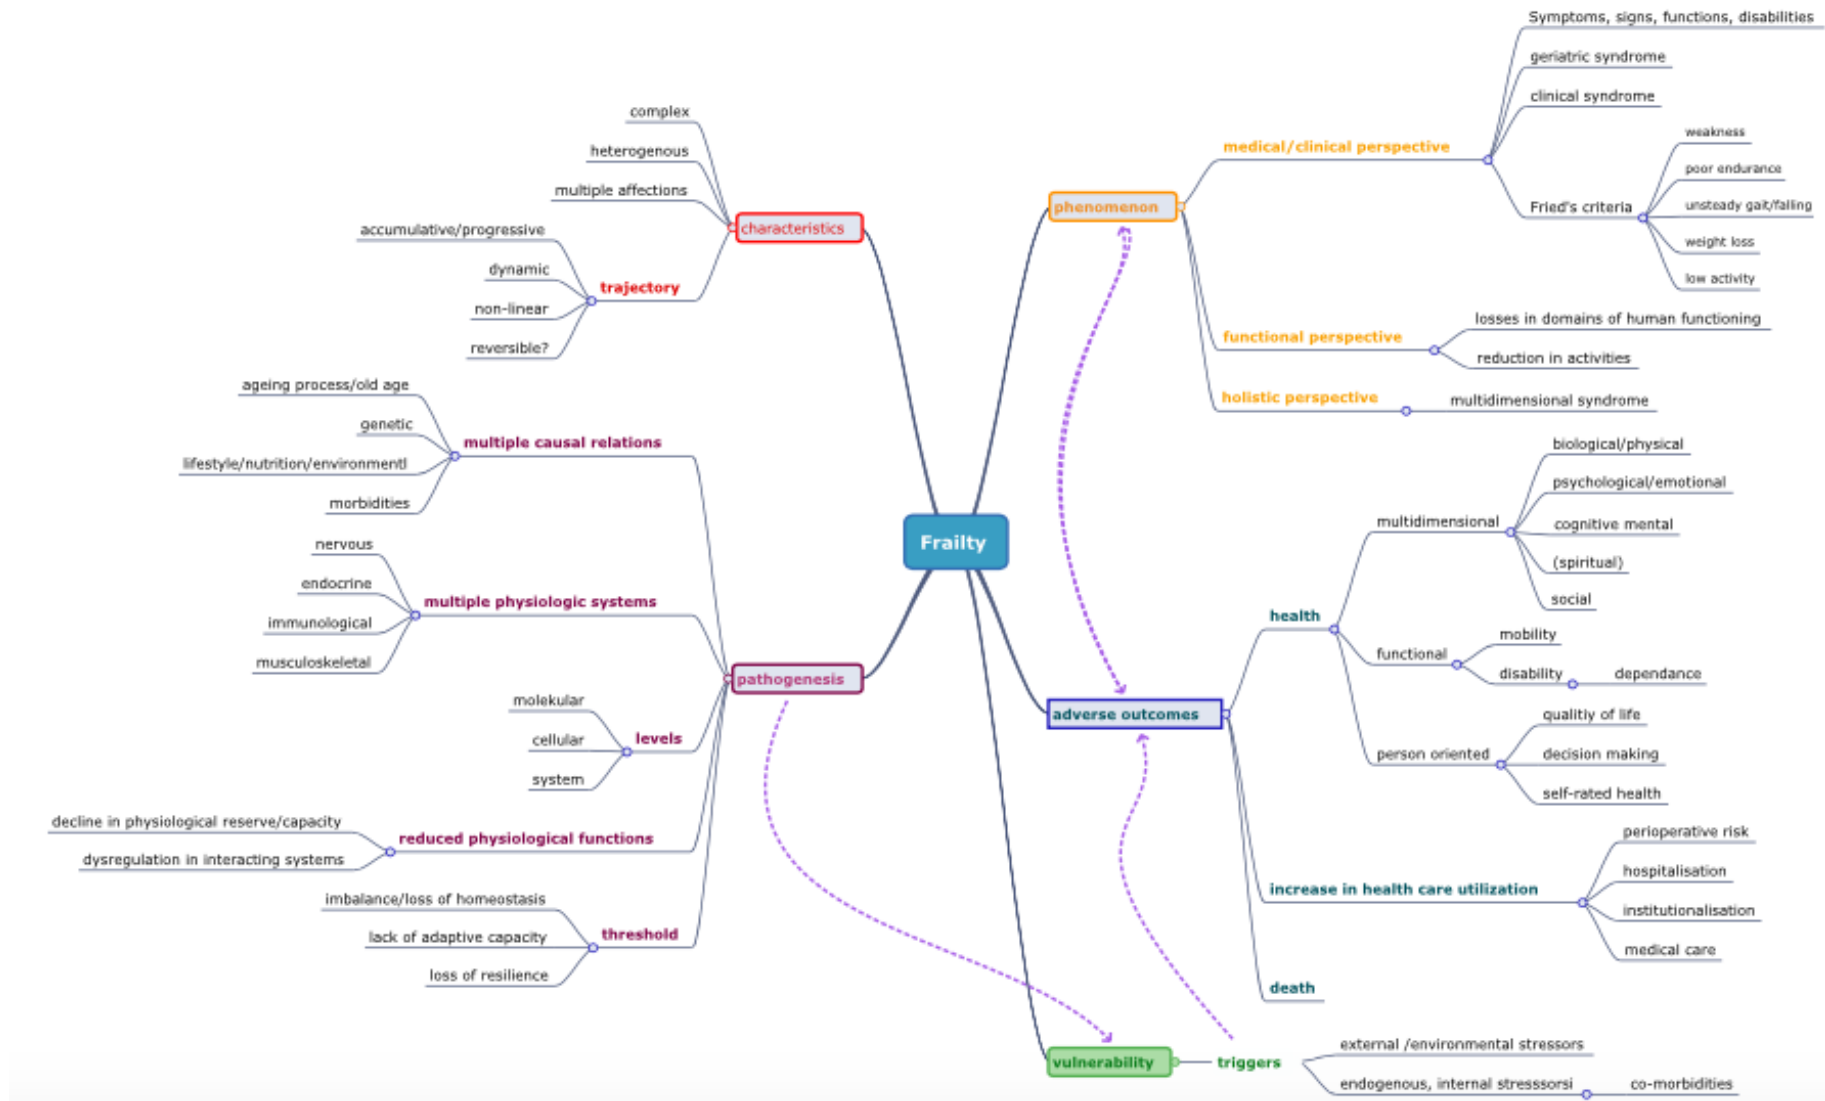 Frailty
characteristics
complex
heterogenous
multiple affections
trajectory
accumulative/progressive
dynamic
non-linear
reversible?
pathogenesis
multiple causal relations
ageing process/old age
genetic
lifestyle/nutrition/environmentl
morbidities
multiple physiologic systems
nervous
endocrine
immunological
musculoskeletal
levels
molekular
cellular
system
reduced physiological functions
decline in physiological reserve/capacity
dysregulation in interacting systems
threshold
imbalance/loss of homeostasis
lack of adaptive capacity
loss of resilience
phenomenon
medical/clinical perspective
Symptoms, signs, functions, disabilities
geriatric syndrome
clinical syndrome
Fried's criteria
weakness
poor endurance
unsteady gait/falling
weight loss
low activity
functional perspective
losses in domains of human functioning
reduction in activities
holistic perspective
multidimensional syndrome
adverse outcomes
health
multidimensional
biological/physical
psychological/emotional
cognitive mental
(spiritual)
social
functional
mobility
disability
dependance
person oriented
qualitiy of life
decision making
self-rated health
increase in health care utilization
perioperative risk
hospitalisation
institutionalisation
medical care
death
vulnerability
triggers
external /environmental stressors
endogenous, internal stresssorsi
co-morbidities